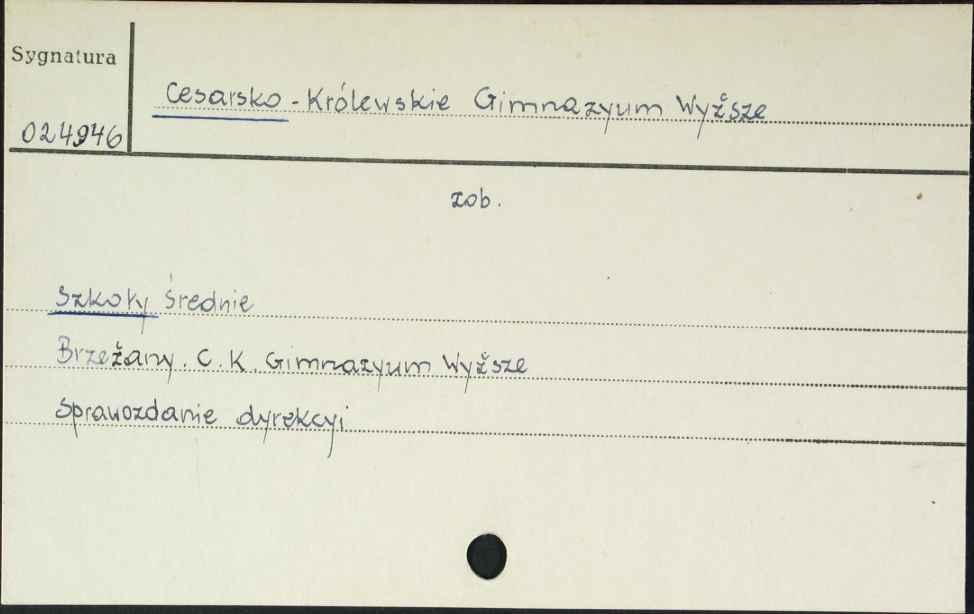 Sygnatura
024946
Cesarsko - Królewskie Gimnazyum Wyższe
zob.
Szkoły Średnie
Brzeżany. C. K. Gimnazyum Wyższe
Sprawozdanie dyrekcyi